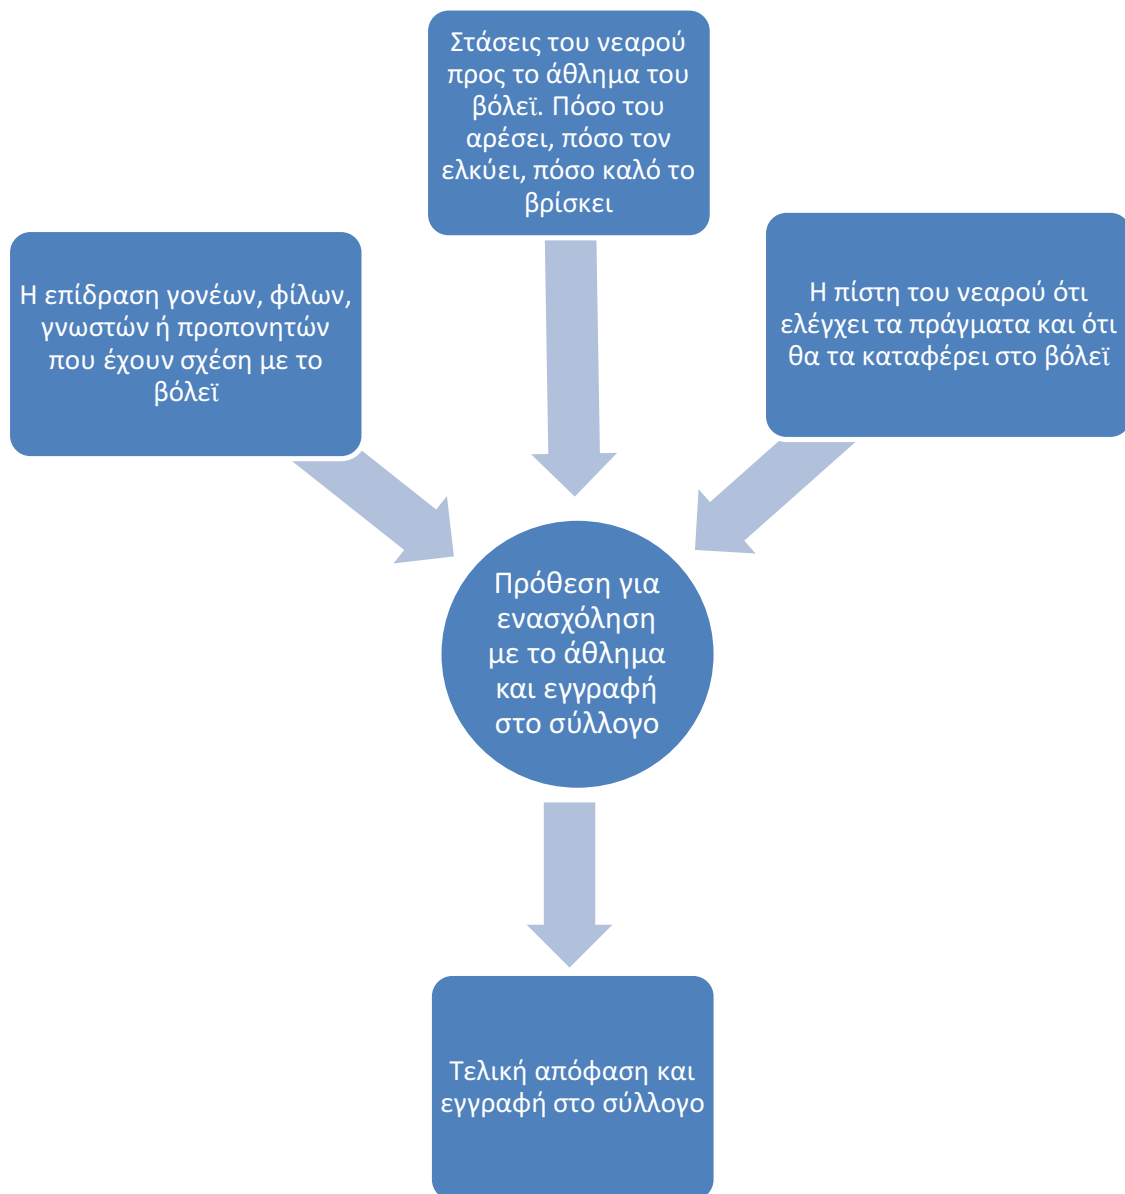 Στάσεις του νεαρού
προς το άθλημα του
βόλεϊ. Πόσο του
αρέσει, πόσο τον
ελκύει, πόσο καλό το
βρίσκει
Η επίδραση γονέων, φίλων,
γνωστών ή προπονητών
που έχουν σχέση με το
βόλεϊ
Η πίστη του νεαρού ότι
ελέγχει τα πράγματα και ότι
θα τα καταφέρει στο βόλεϊ
Πρόθεση για
ενασχόληση
με το άθλημα
και εγγραφή
στο σύλλογο
Τελική απόφαση και
εγγραφή στο σύλλογο